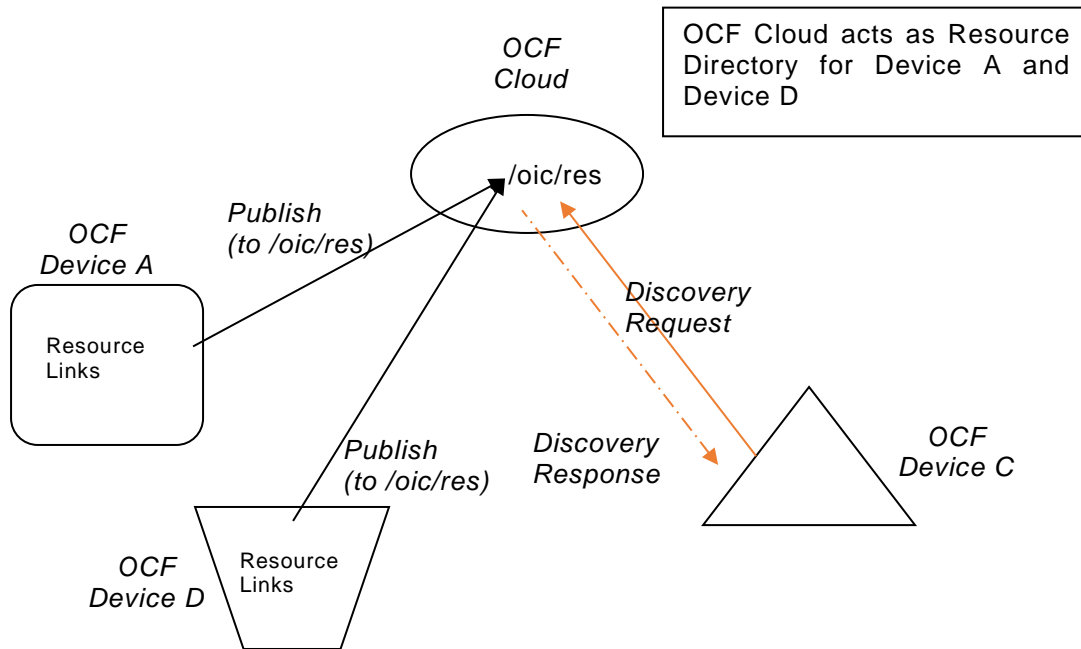 OCF
Cloud
OCF Cloud acts as Resource
Directory for Device A and
Device D
/oic/res
Publish
(to /oic/res)
OCF
Device A
Resource
Links
Discovery
Request
Publish
(to /oic/res)
Discovery
Response
OCF
Device C
OCF
Device D
Resource
Links